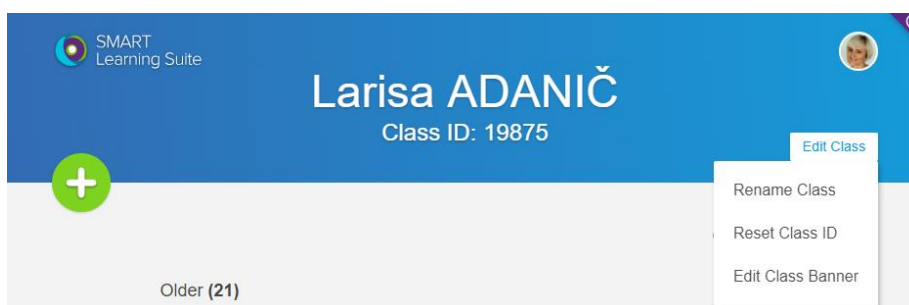 SMART
Learning Suite
Larisa ADANIČ
Class ID: 19875
Edit Class
Rename Class
Reset Class ID
Edit Class Banner
Older (21)